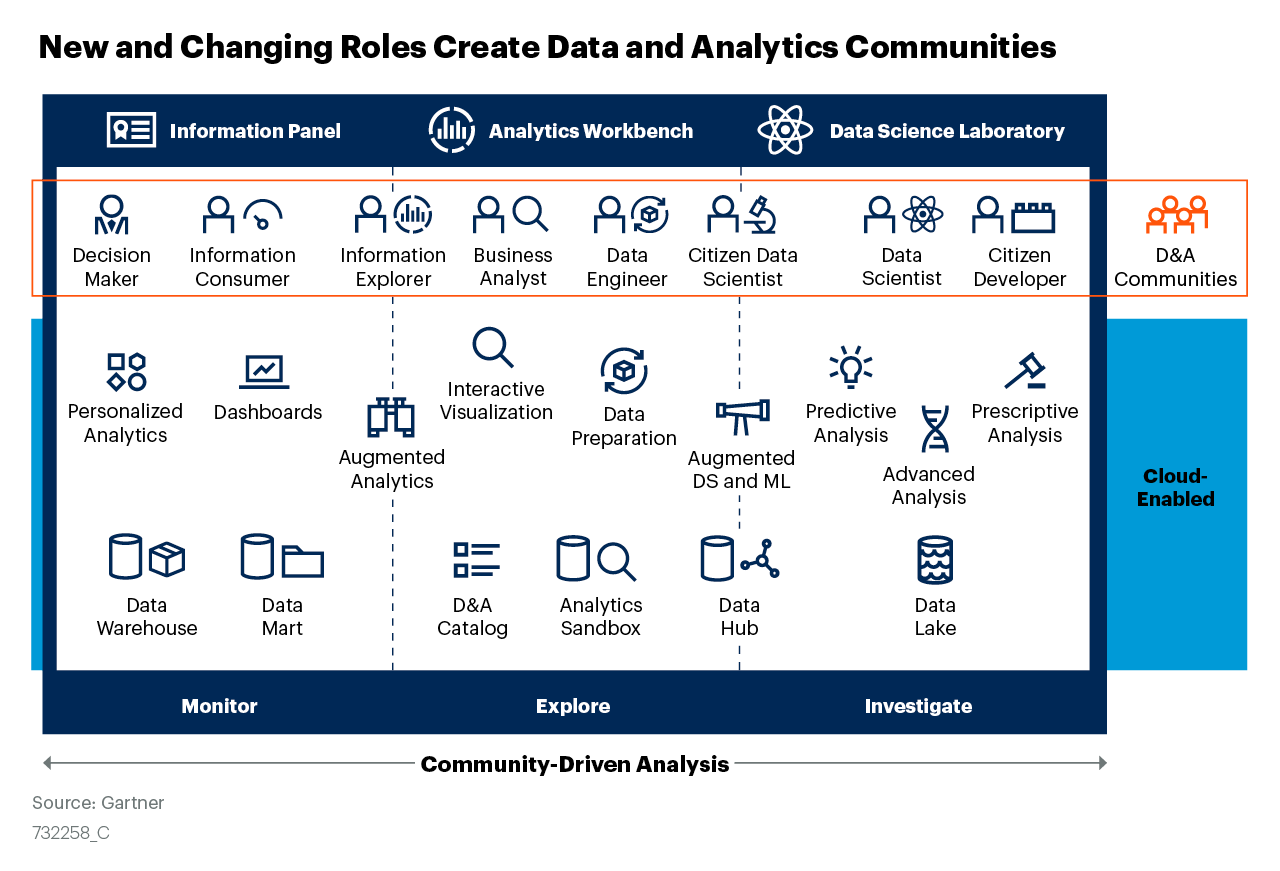 New and Changing Roles Create Data and Analytics Communities
Information Panel
Analytics Workbench
Data Science Laboratory
Decision
Maker
Information
Consumer
Information
Explorer
Business
Analyst
Data
Engineer
Citizen Data
Scientist
Data
Scientist
Citizen
Developer
D&A
Communities
Personalized
Analytics
Dashboards
Augmented
Analytics
Interactive
Visualization
Data
Preparation
Augmented
DS and ML
Predictive
Analysis
Advanced
Analysis
Prescriptive
Analysis
Cloud-
Enabled
Data
Warehouse
Data
Mart
D&A
Catalog
Analytics
Sandbox
Data
Hub
Data
Lake
Monitor
Explore
Investigate
Community-Driven Analysis
Source: Gartner
732258_C